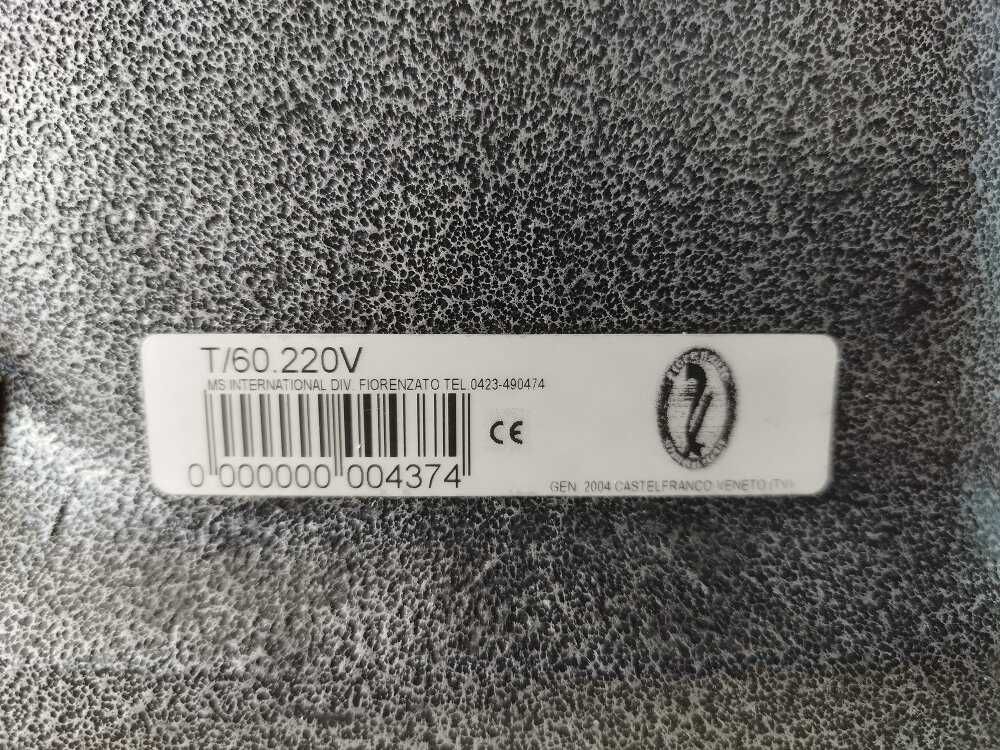 T/60.220V
MS INTERNATIONAL DIV. FIORENZATO TEL.0423-490474
CE
0 000000 004374
GEN. 2004 CASTELFRANCO VENETO (TV)